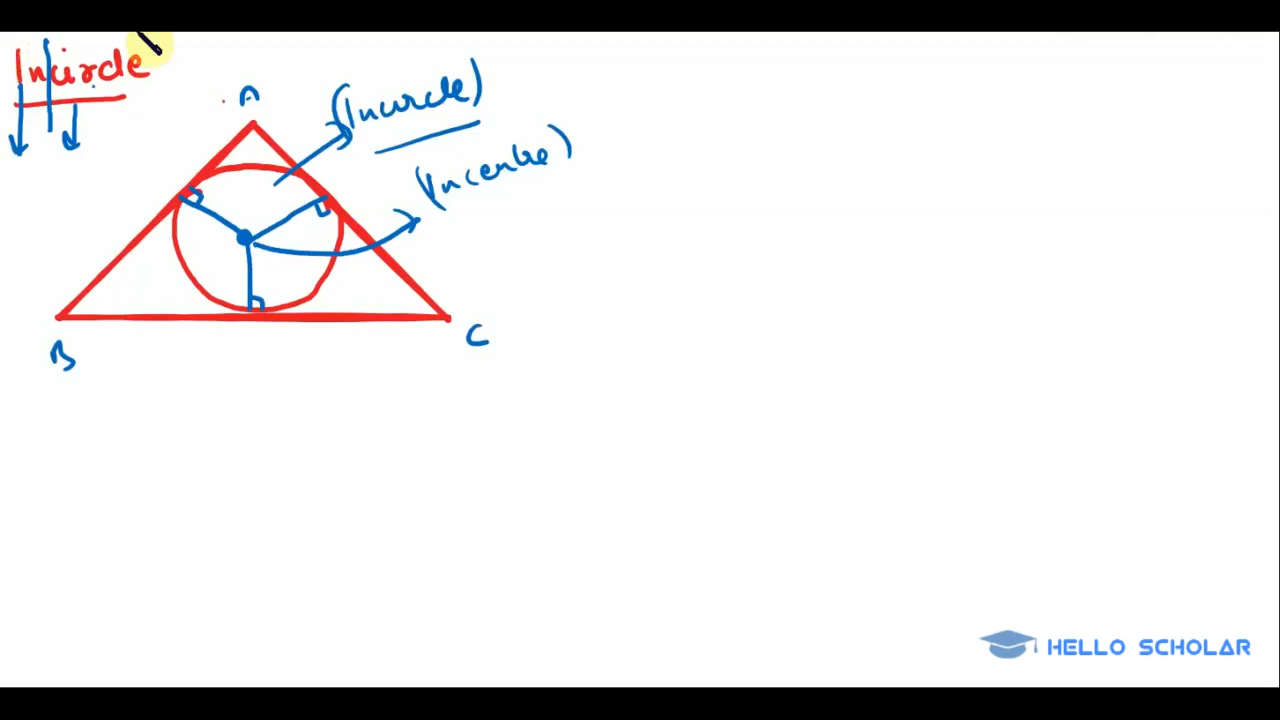 Incircle
A
(Incircle)
(Incentre)
B
C
HELLO SCHOLAR